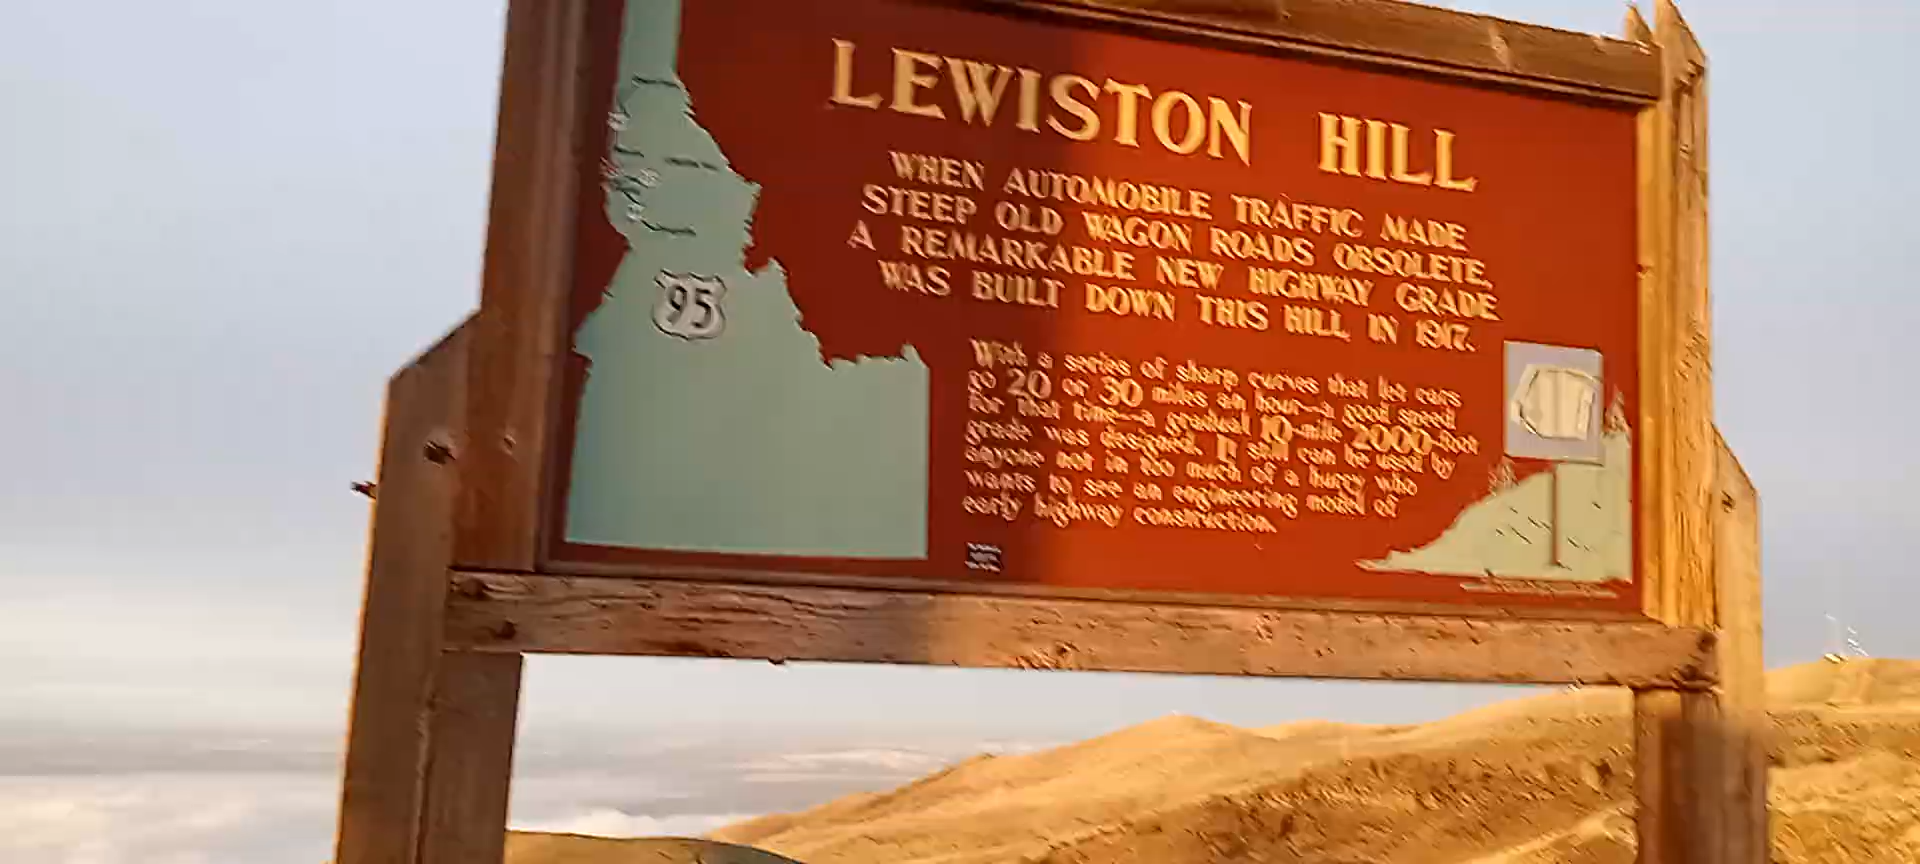 LEWISTON HILL
WHEN AUTOMOBILE TRAFFIC MADE
STEEP OLD WAGON ROADS OBSOLETE,
A REMARKABLE NEW HIGHWAY GRADE
WAS BUILT DOWN THIS HILL IN 1917.
With a series of sharp curves that let cars
go 20 or 30 miles an hour—a good speed
for that time—a gradual 10-mile 2000-foot
grade was designed. It still can be used by
anyone not in too much of a hurry who
wants to see an engineering model of
early highway construction.
95